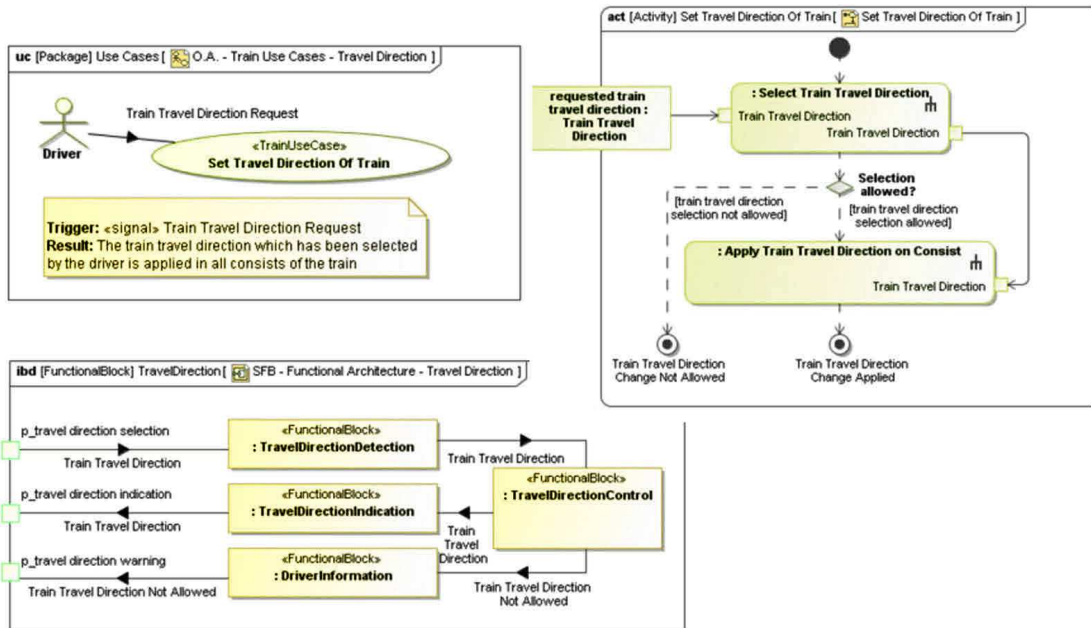 uc [Package] Use Cases [ O.A. - Train Use Cases - Travel Direction ]
Train Travel Direction Request
Driver
«TrainUseCase»
Set Travel Direction Of Train
Trigger: «signal» Train Travel Direction Request
Result: The train travel direction which has been selected
by the driver is applied in all consists of the train
act [Activity] Set Travel Direction Of Train [ Set Travel Direction Of Train ]
requested train
travel direction :
Train Travel
Direction
: Select Train Travel Direction
Train Travel Direction
Train Travel Direction
Selection
allowed?
[train travel direction
selection not allowed]
[train travel direction
selection allowed]
: Apply Train Travel Direction on Consist
Train Travel Direction
Train Travel Direction
Change Not Allowed
Train Travel Direction
Change Applied
ibd [FunctionalBlock] TravelDirection [ SFB - Functional Architecture - Travel Direction ]
p_travel direction selection
Train Travel Direction
«FunctionalBlock»
: TravelDirectionDetection
Train Travel Direction
«FunctionalBlock»
: TravelDirectionControl
p_travel direction indication
Train Travel Direction
«FunctionalBlock»
: TravelDirectionIndication
Train
Travel
Direction
p_travel direction warning
Train Travel Direction Not Allowed
«FunctionalBlock»
: DriverInformation
Train Travel Direction
Not Allowed